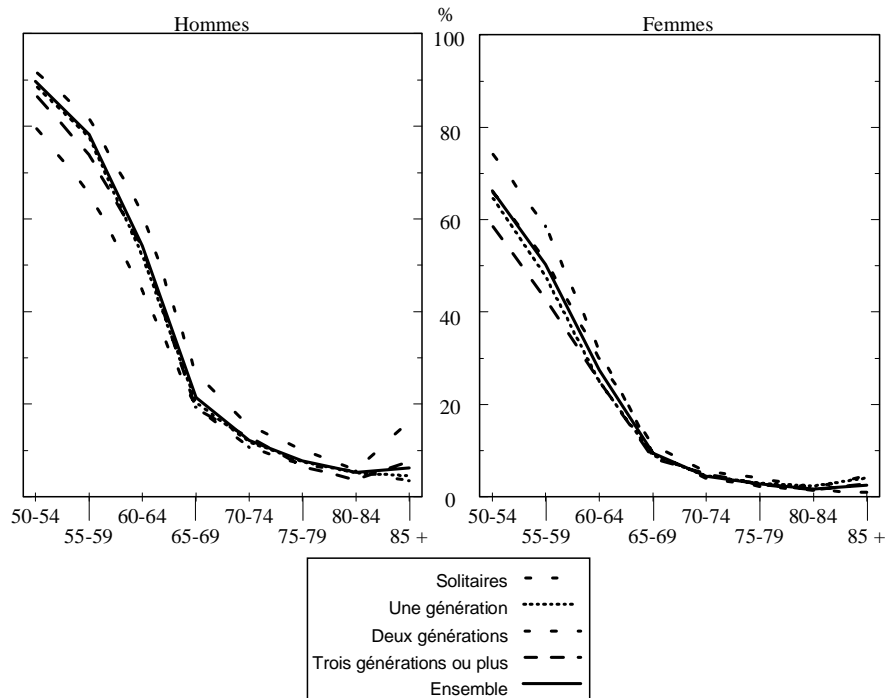 Hommes % Femmes
100
80
60
40
20
0
50-54 60-64 70-74 80-84 50-54 60-64 70-74 80-84
55-59 65-69 75-79 85 + 55-59 65-69 75-79 85 +
Solitaires
Une génération
Deux générations
Trois générations ou plus
Ensemble